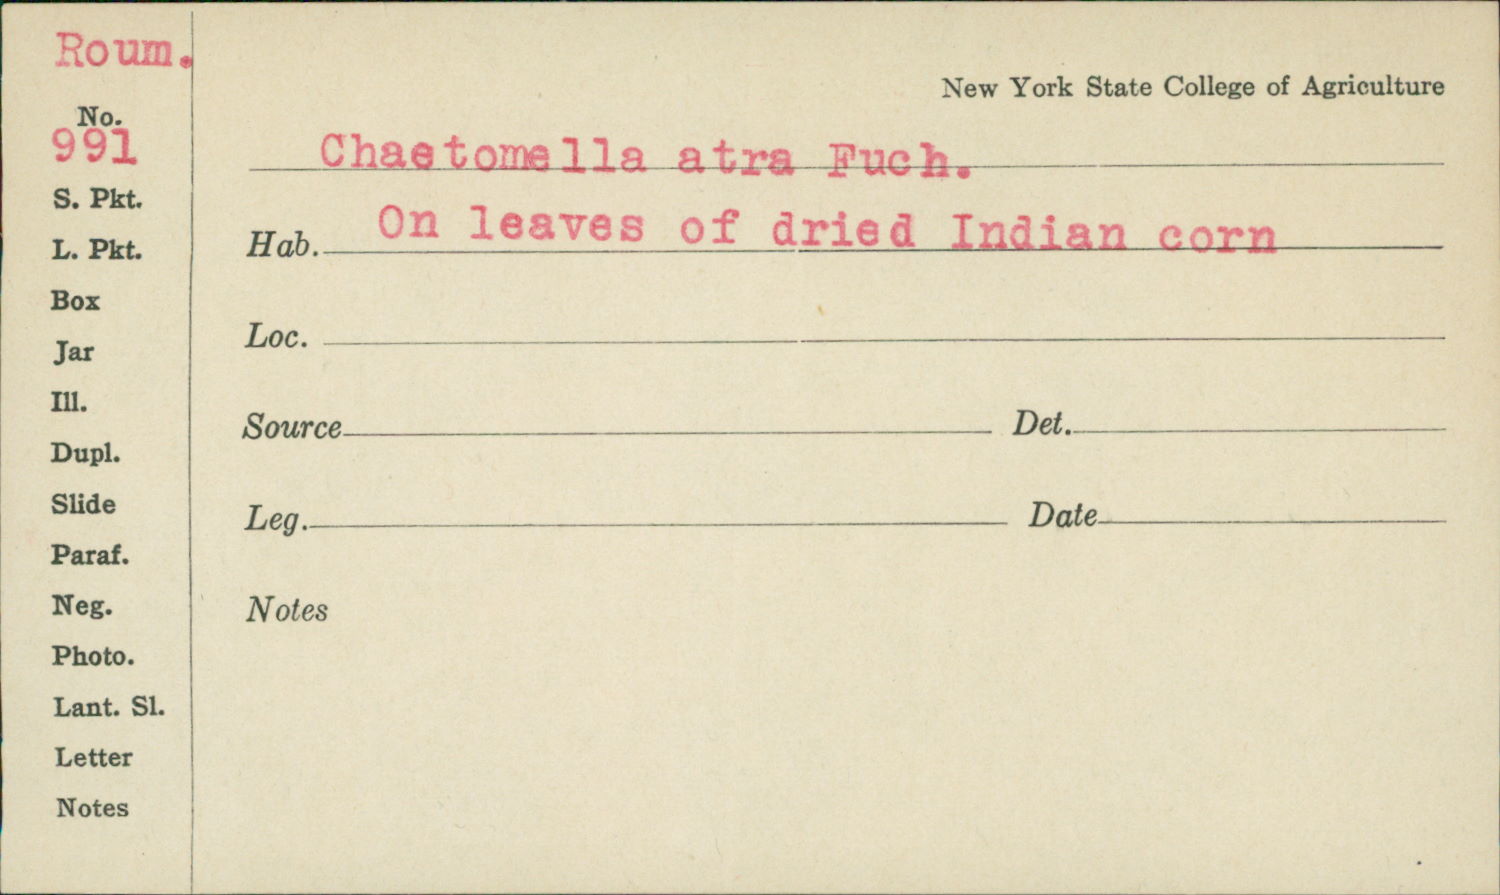 Roum.
New York State College of Agriculture
No.
991
Chaetomella atra Fuch.
S. Pkt.
Hab. On leaves of dried Indian corn
L. Pkt.
Box
Loc.
Jar
Ill.
Source Det.
Dupl.
Slide
Leg. Date
Paraf.
Neg.
Notes
Photo.
Lant. Sl.
Letter
Notes